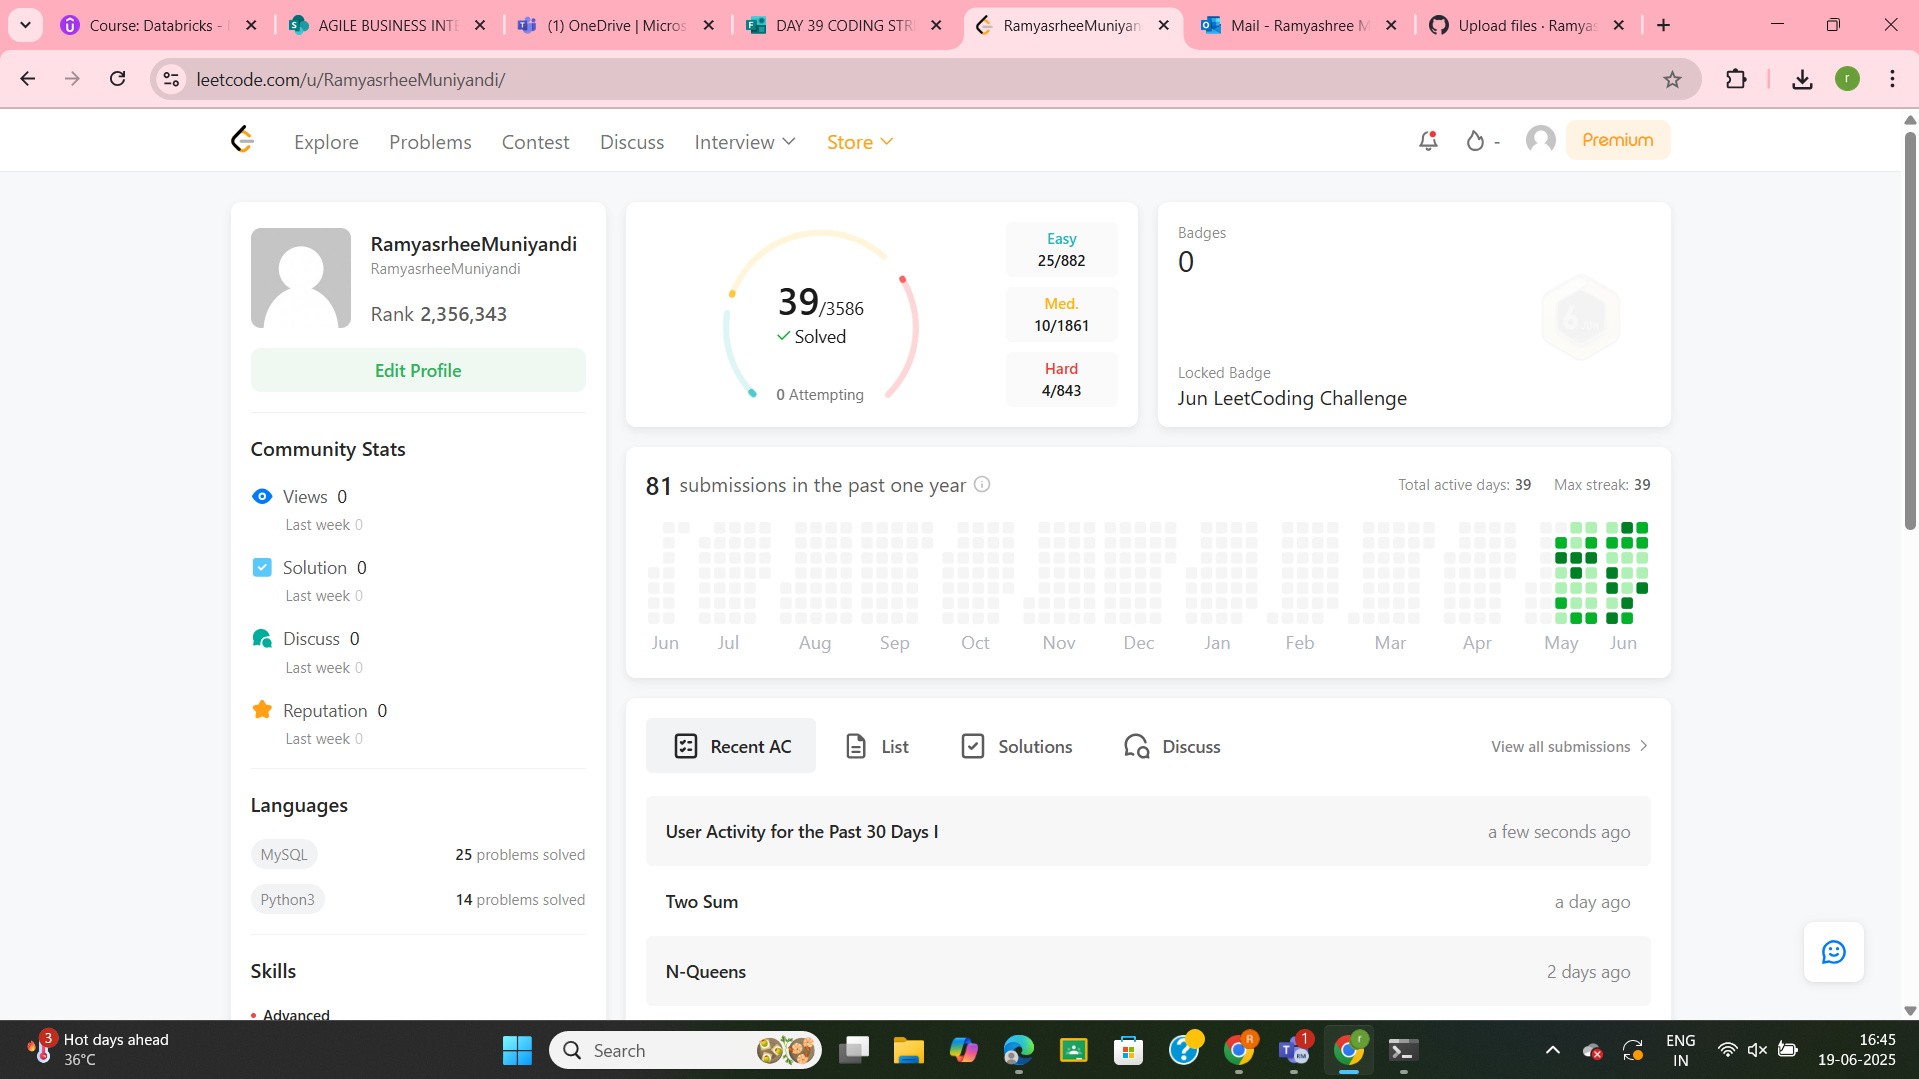 Course: Databricks -
AGILE BUSINESS INTE
(1) OneDrive | Micros
DAY 39 CODING STR
RamyasrheeMuniyan
Mail - Ramyashree M
Upload files · Ramyas
leetcode.com/u/RamyasrheeMuniyandi/
r
Explore
Problems
Contest
Discuss
Interview
Store
-
Premium
RamyasrheeMuniyandi
RamyasrheeMuniyandi
Rank 2,356,343
Edit Profile
Community Stats
Views 0
Last week 0
Solution 0
Last week 0
Discuss 0
Last week 0
Reputation 0
Last week 0
Languages
MySQL
25 problems solved
Python3
14 problems solved
Skills
Advanced
39/3586
Solved
0 Attempting
Easy
25/882
Med.
10/1861
Hard
4/843
Badges
0
Locked Badge
Jun LeetCoding Challenge
81 submissions in the past one year
Total active days: 39
Max streak: 39
Jun Jul Aug Sep Oct Nov Dec Jan Feb Mar Apr May Jun
Recent AC
List
Solutions
Discuss
View all submissions
User Activity for the Past 30 Days I
a few seconds ago
Two Sum
a day ago
N-Queens
2 days ago
3
Hot days ahead
36°C
Search
R
1
RM
r
ENG
IN
16:45
19-06-2025